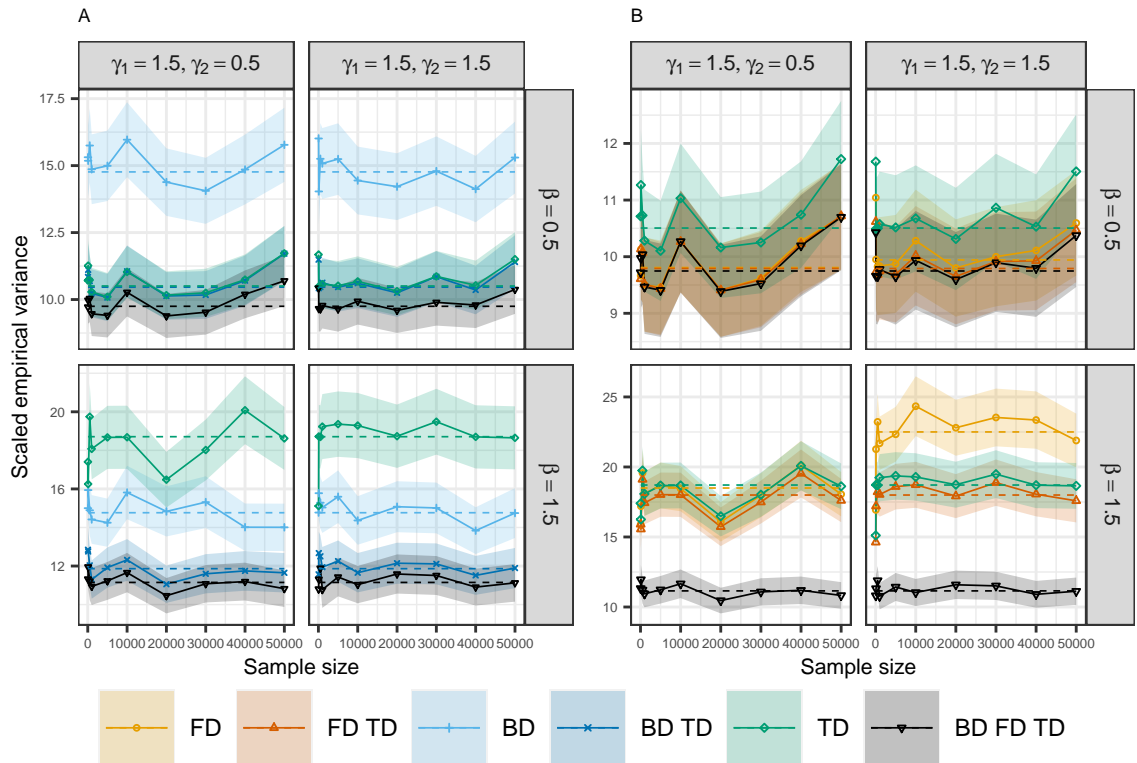 A
B
γ1 = 1.5, γ2 = 0.5
γ1 = 1.5, γ2 = 1.5
γ1 = 1.5, γ2 = 0.5
γ1 = 1.5, γ2 = 1.5
Scaled empirical variance
17.5
15.0
12.5
10.0
β = 0.5
12
11
10
9
β = 0.5
20
16
12
β = 1.5
25
20
15
10
β = 1.5
0 10000 20000 30000 40000 50000
0 10000 20000 30000 40000 50000
0 10000 20000 30000 40000 50000
0 10000 20000 30000 40000 50000
Sample size
Sample size
FD
FD TD
BD
BD TD
TD
BD FD TD